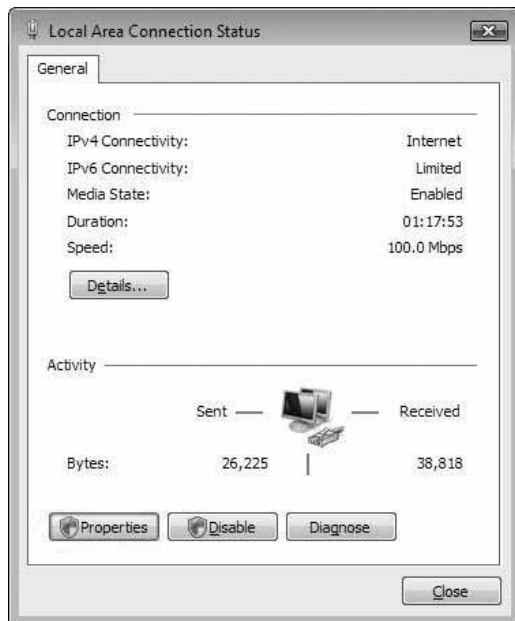 Local Area Connection Status
General
Connection
IPv4 Connectivity: Internet
IPv6 Connectivity: Limited
Media State: Enabled
Duration: 01:17:53
Speed: 100.0 Mbps
Details...
Activity
Sent Received
Bytes: 26,225 38,818
Properties Disable Diagnose
Close